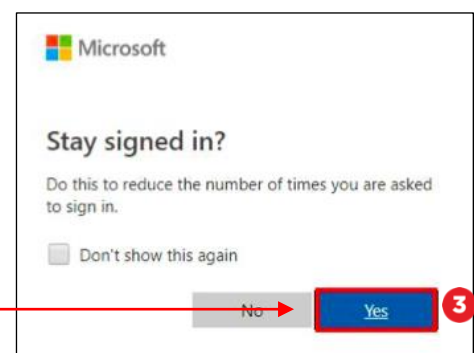 Microsoft
Stay signed in?
Do this to reduce the number of times you are asked
to sign in.
Don't show this again
No Yes 3